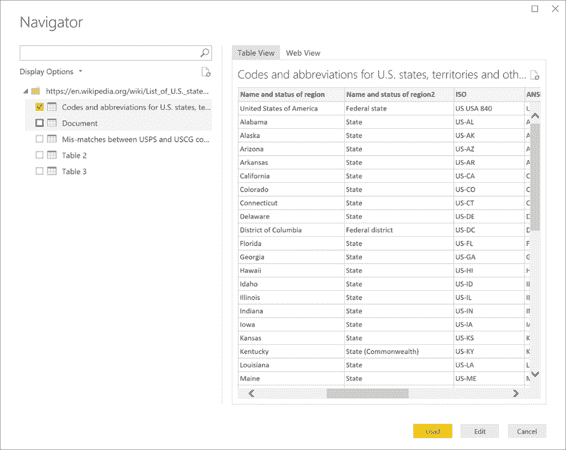 Navigator
Display Options
https://en.wikipedia.org/wiki/List_of_U.S._state...
Codes and abbreviations for U.S. states, te...
Document
Mis-matches between USPS and USCG co...
Table 2
Table 3
Table View Web View
Codes and abbreviations for U.S. states, territories and oth...
Name and status of region Name and status of region2 ISO ANS
United States of America Federal state US USA 840 U
Alabama State US-AL A
Alaska State US-AK A
Arizona State US-AZ A
Arkansas State US-AR A
California State US-CA C
Colorado State US-CO C
Connecticut State US-CT C
Delaware State US-DE D
District of Columbia Federal district US-DC D
Florida State US-FL F
Georgia State US-GA G
Hawaii State US-HI H
Idaho State US-ID II
Illinois State US-IL II
Indiana State US-IN IN
Iowa State US-IA
Kansas State US-KS K
Kentucky State (Commonwealth) US-KY K
Louisiana State US-LA L
Maine State US-ME M
Load Edit Cancel